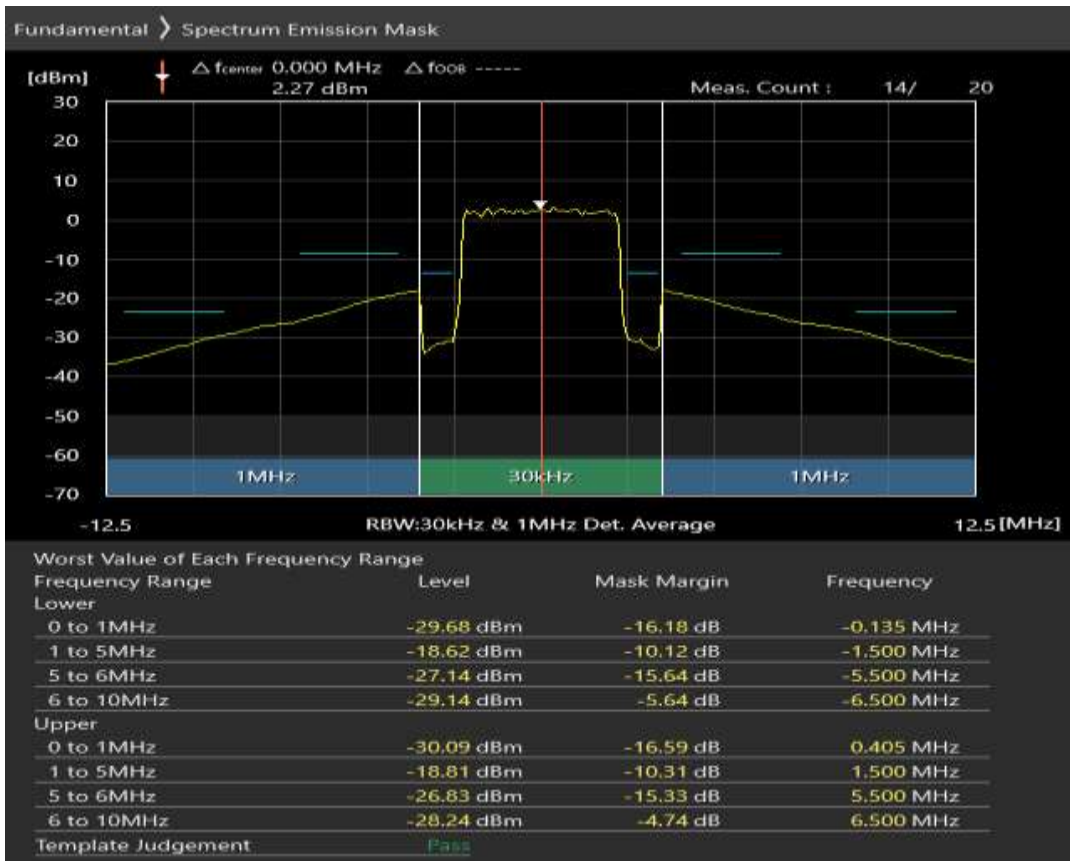 Fundamental ❯ Spectrum Emission Mask
△ fcenter 0.000 MHz △ fOOB -----
[dBm] 2.27 dBm Meas. Count : 14/ 20
30
20
10
0
-10
-20
-30
-40
-50
-60
-70
1MHz 30kHz 1MHz
-12.5 RBW:30kHz & 1MHz Det. Average 12.5 [MHz]
Worst Value of Each Frequency Range
Frequency Range Level Mask Margin Frequency
Lower
0 to 1MHz -29.68 dBm -16.18 dB -0.135 MHz
1 to 5MHz -18.62 dBm -10.12 dB -1.500 MHz
5 to 6MHz -27.14 dBm -15.64 dB -5.500 MHz
6 to 10MHz -29.14 dBm -5.64 dB -6.500 MHz
Upper
0 to 1MHz -30.09 dBm -16.59 dB 0.405 MHz
1 to 5MHz -18.81 dBm -10.31 dB 1.500 MHz
5 to 6MHz -26.83 dBm -15.33 dB 5.500 MHz
6 to 10MHz -28.24 dBm -4.74 dB 6.500 MHz
Template Judgement Pass